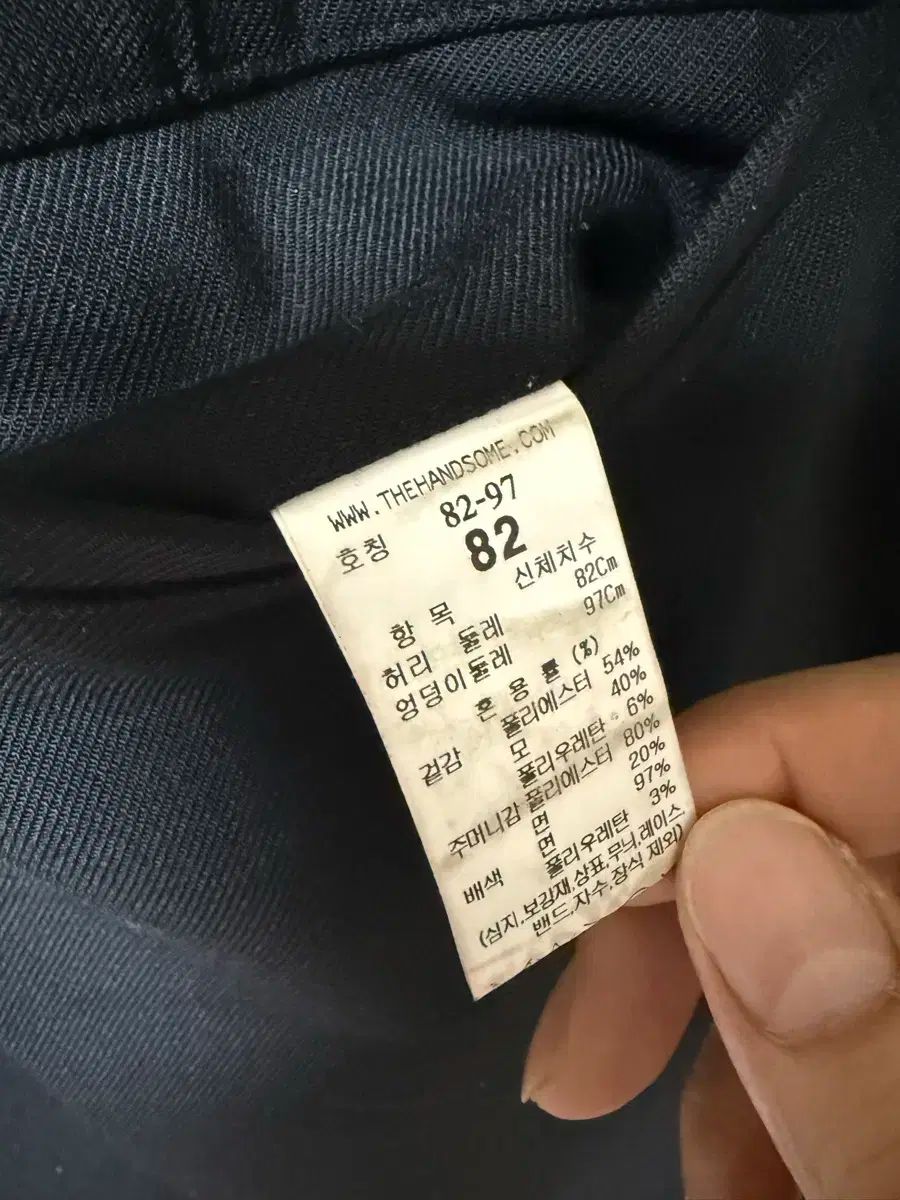 WWW.THEHANDSOME.COM
호칭 82-97
82
항 목 신체치수
허리 둘레 82Cm
엉덩이둘레 97Cm
혼 용 률 (%)
겉감 폴리에스터 54%
모 40%
폴리우레탄 6%
주머니감 폴리에스터 80%
면 20%
배색 면 97%
폴리우레탄 3%
(심지,보강재,상표,무늬,레이스
밴드,자수,장식 제외)